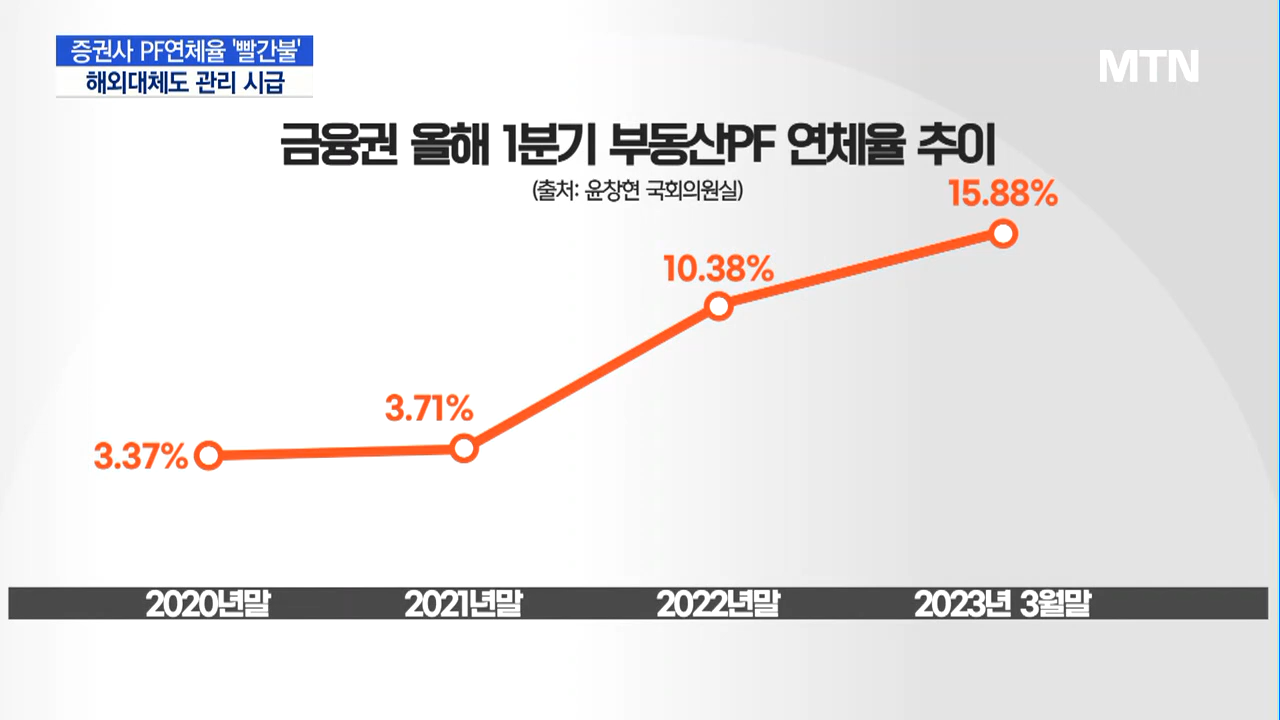 증권사 PF연체율 '빨간불'
해외대체도 관리 시급
MTN
금융권 올해 1분기 부동산PF 연체율 추이
(출처: 윤창현 국회의원실)
15.88%
10.38%
3.71%
3.37%
2020년말 2021년말 2022년말 2023년 3월말